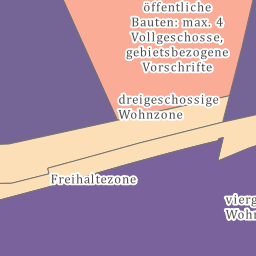 öffentliche
Bauten: max. 4
Vollgeschosse,
gebietsbezogene
Vorschrifte
dreigeschossige
Wohnzone
Freihaltezone
vierg
Wohn